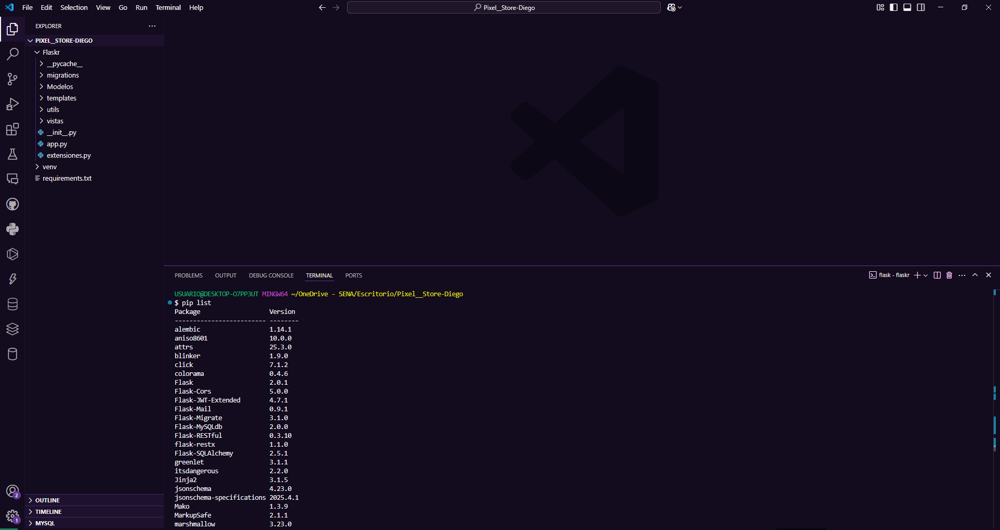 File Edit Selection View Go Run Terminal Help
Pixel__Store-Diego
EXPLORER
PIXEL__STORE-DIEGO
Flaskr
__pycache__
migrations
Modelos
templates
utils
vistas
__init__.py
app.py
extensiones.py
venv
requirements.txt
2
1
OUTLINE
TIMELINE
MYSQL
PROBLEMS OUTPUT DEBUG CONSOLE TERMINAL PORTS
flask - flaskr
USUARIO@DESKTOP-O7PP3UT MINGW64 ~/OneDrive - SENA/Escritorio/Pixel__Store-Diego
$ pip list
Package Version
------------------------- --------
alembic 1.14.1
aniso8601 10.0.0
attrs 25.3.0
blinker 1.9.0
click 7.1.2
colorama 0.4.6
Flask 2.0.1
Flask-Cors 5.0.0
Flask-JWT-Extended 4.7.1
Flask-Mail 0.9.1
Flask-Migrate 3.1.0
Flask-MySQLdb 2.0.0
Flask-RESTful 0.3.10
flask-restx 1.1.0
Flask-SQLAlchemy 2.5.1
greenlet 3.1.1
itsdangerous 2.2.0
Jinja2 3.1.5
jsonschema 4.23.0
jsonschema-specifications 2025.4.1
Mako 1.3.9
MarkupSafe 2.1.1
marshmallow 3.23.0